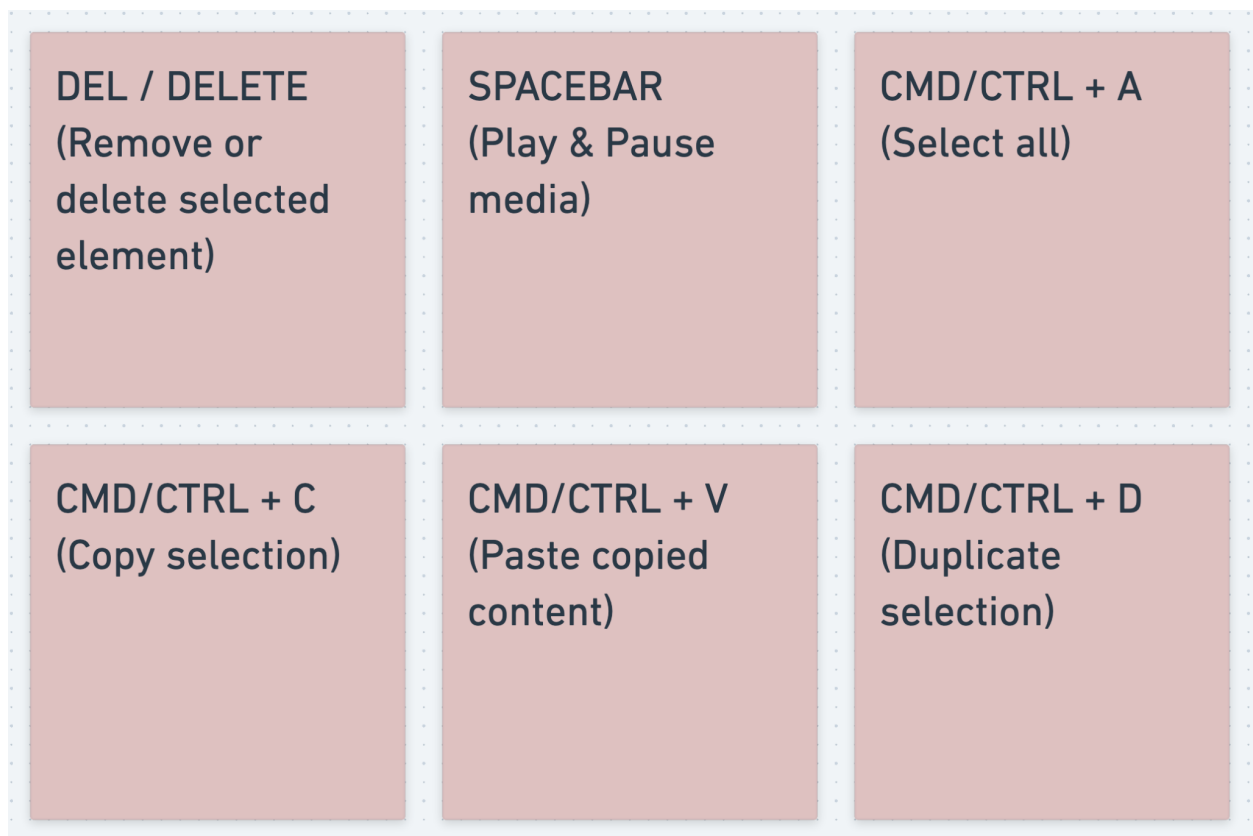 DEL / DELETE
(Remove or
delete selected
element)
SPACEBAR
(Play & Pause
media)
CMD/CTRL + A
(Select all)
CMD/CTRL + C
(Copy selection)
CMD/CTRL + V
(Paste copied
content)
CMD/CTRL + D
(Duplicate
selection)